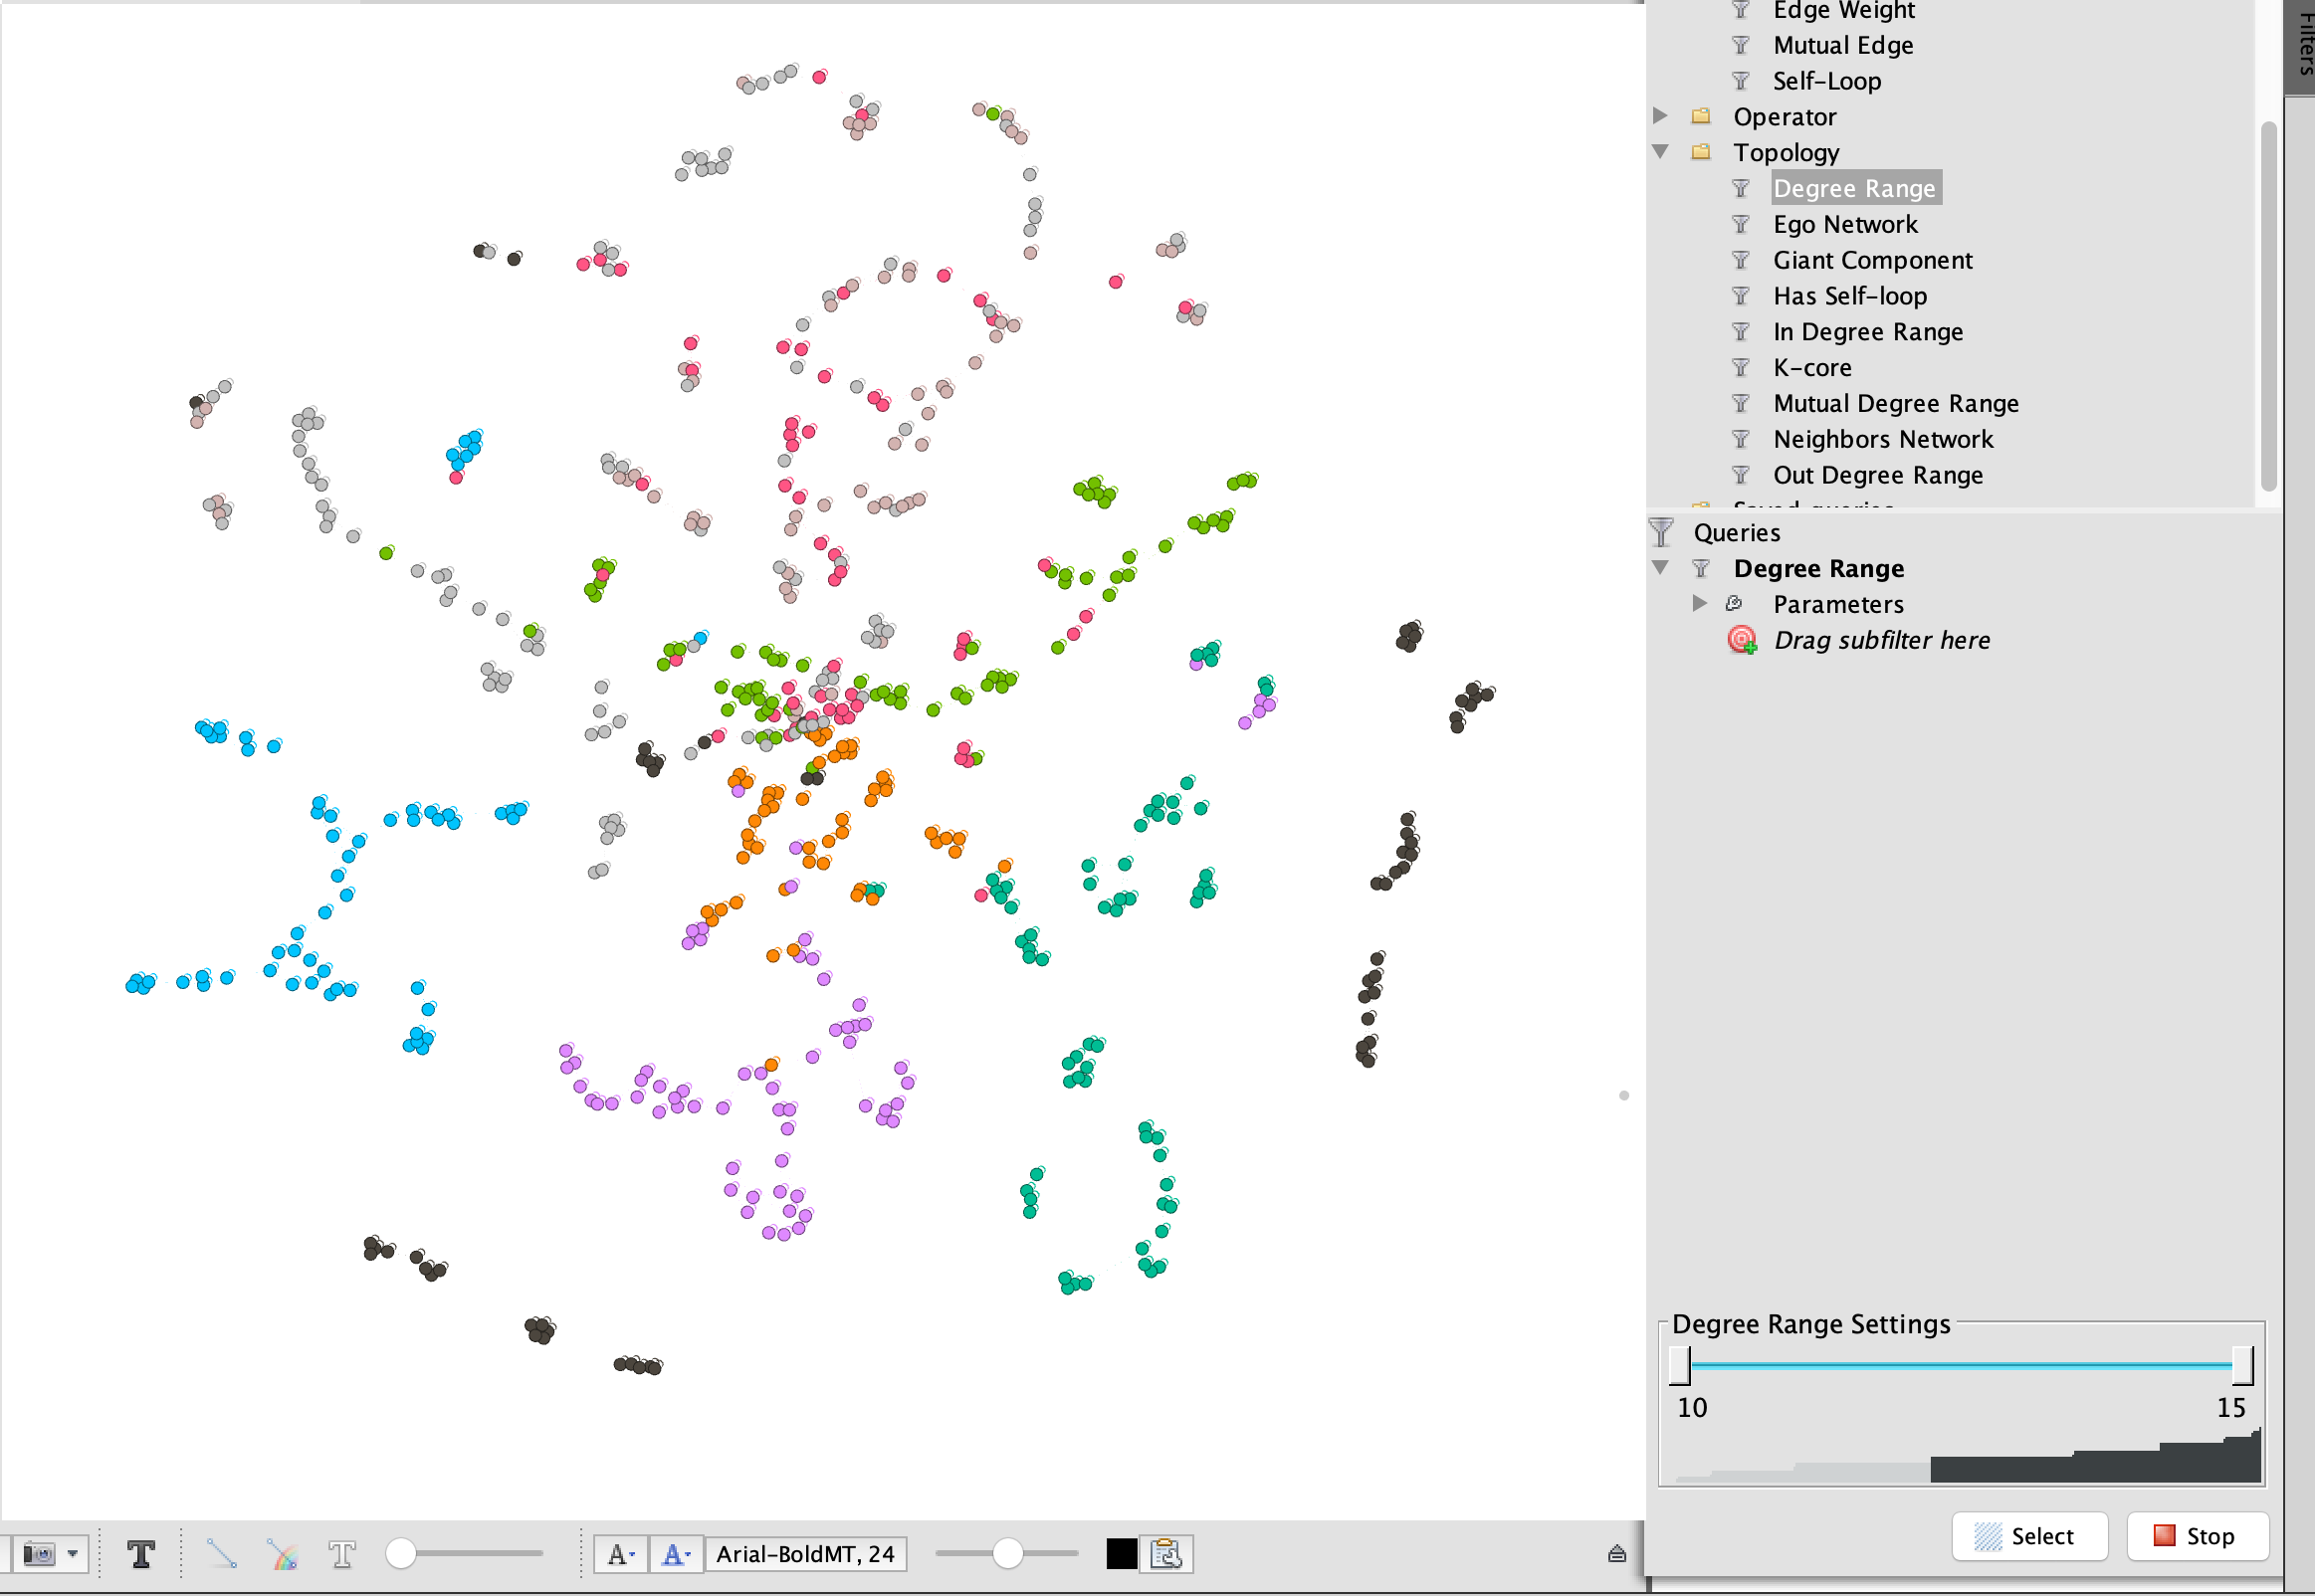 Filters
Edge Weight
Mutual Edge
Self-Loop
Operator
Topology
Degree Range
Ego Network
Giant Component
Has Self-loop
In Degree Range
K-core
Mutual Degree Range
Neighbors Network
Out Degree Range
Saved queries
Queries
Degree Range
Parameters
Drag subfilter here
Degree Range Settings
10 15
Select Stop
T T A A Arial-BoldMT, 24